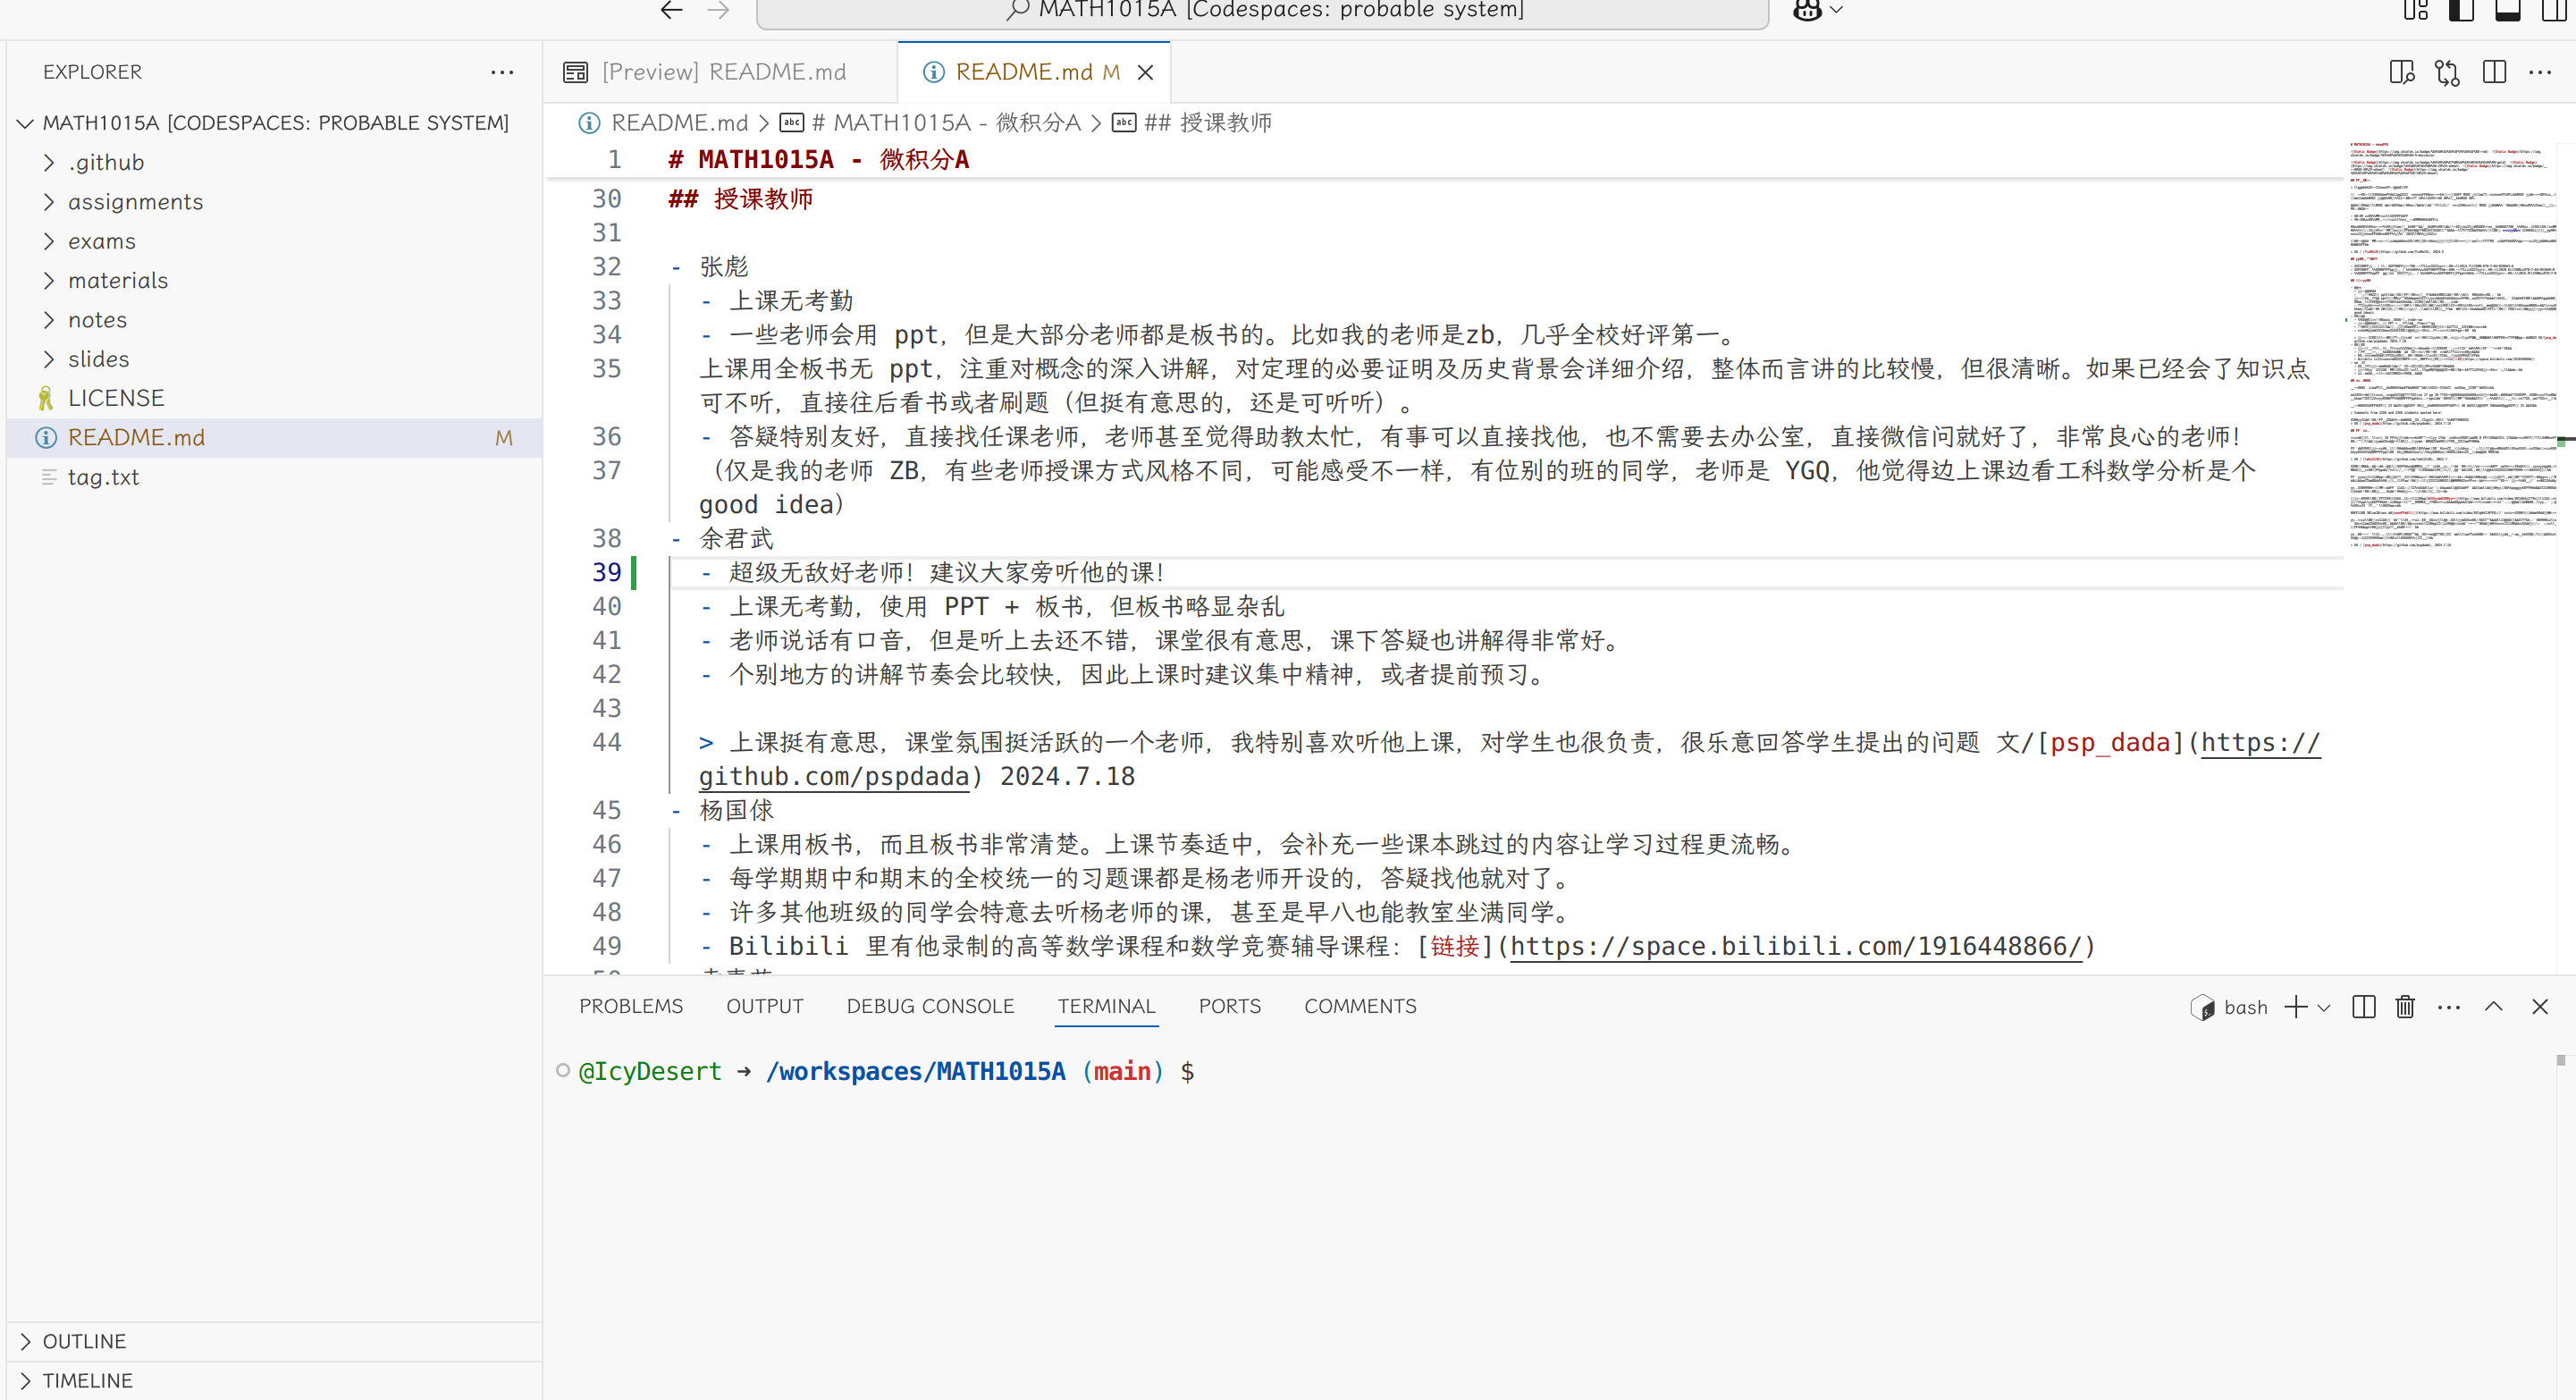 MATH1015A [Codespaces: probable system]
EXPLORER
MATH1015A [CODESPACES: PROBABLE SYSTEM]
.github
assignments
exams
materials
notes
slides
LICENSE
README.md M
tag.txt
OUTLINE
TIMELINE
[Preview] README.md
README.md M
README.md > # MATH1015A - 微积分A > ## 授课教师
1 # MATH1015A - 微积分A
30 ## 授课教师
31
32 - 张彪
33 - 上课无考勤
34 - 一些老师会用 ppt，但是大部分老师都是板书的。比如我的老师是zb，几乎全校好评第一。
35 上课用全板书无 ppt，注重对概念的深入讲解，对定理的必要证明及历史背景会详细介绍，整体而言讲的比较慢，但很清晰。如果已经会了知识点
可不听，直接往后看书或者刷题（但挺有意思的，还是可听听）。
36 - 答疑特别友好，直接找任课老师，老师甚至觉得助教太忙，有事可以直接找他，也不需要去办公室，直接微信问就好了，非常良心的老师！
37 （仅是我的老师 ZB，有些老师授课方式风格不同，可能感受不一样，有位别的班的同学，老师是 YGQ，他觉得边上课边看工科数学分析是个
good idea）
38 - 余君武
39 - 超级无敌好老师！建议大家旁听他的课！
40 - 上课无考勤，使用 PPT + 板书，但板书略显杂乱
41 - 老师说话有口音，但是听上去还不错，课堂很有意思，课下答疑也讲解得非常好。
42 - 个别地方的讲解节奏会比较快，因此上课时建议集中精神，或者提前预习。
43
44 > 上课挺有意思，课堂氛围挺活跃的一个老师，我特别喜欢听他上课，对学生也很负责，很乐意回答学生提出的问题 文/[psp_dada](https://
github.com/pspdada) 2024.7.18
45 - 杨国俅
46 - 上课用板书，而且板书非常清楚。上课节奏适中，会补充一些课本跳过的内容让学习过程更流畅。
47 - 每学期期中和期末的全校统一的习题课都是杨老师开设的，答疑找他就对了。
48 - 许多其他班级的同学会特意去听杨老师的课，甚至是早八也能教室坐满同学。
49 - Bilibili 里有他录制的高等数学课程和数学竞赛辅导课程：[链接](https://space.bilibili.com/1916448866/)
PROBLEMS OUTPUT DEBUG CONSOLE TERMINAL PORTS COMMENTS
bash
@IcyDesert ➜ /workspaces/MATH1015A (main) $